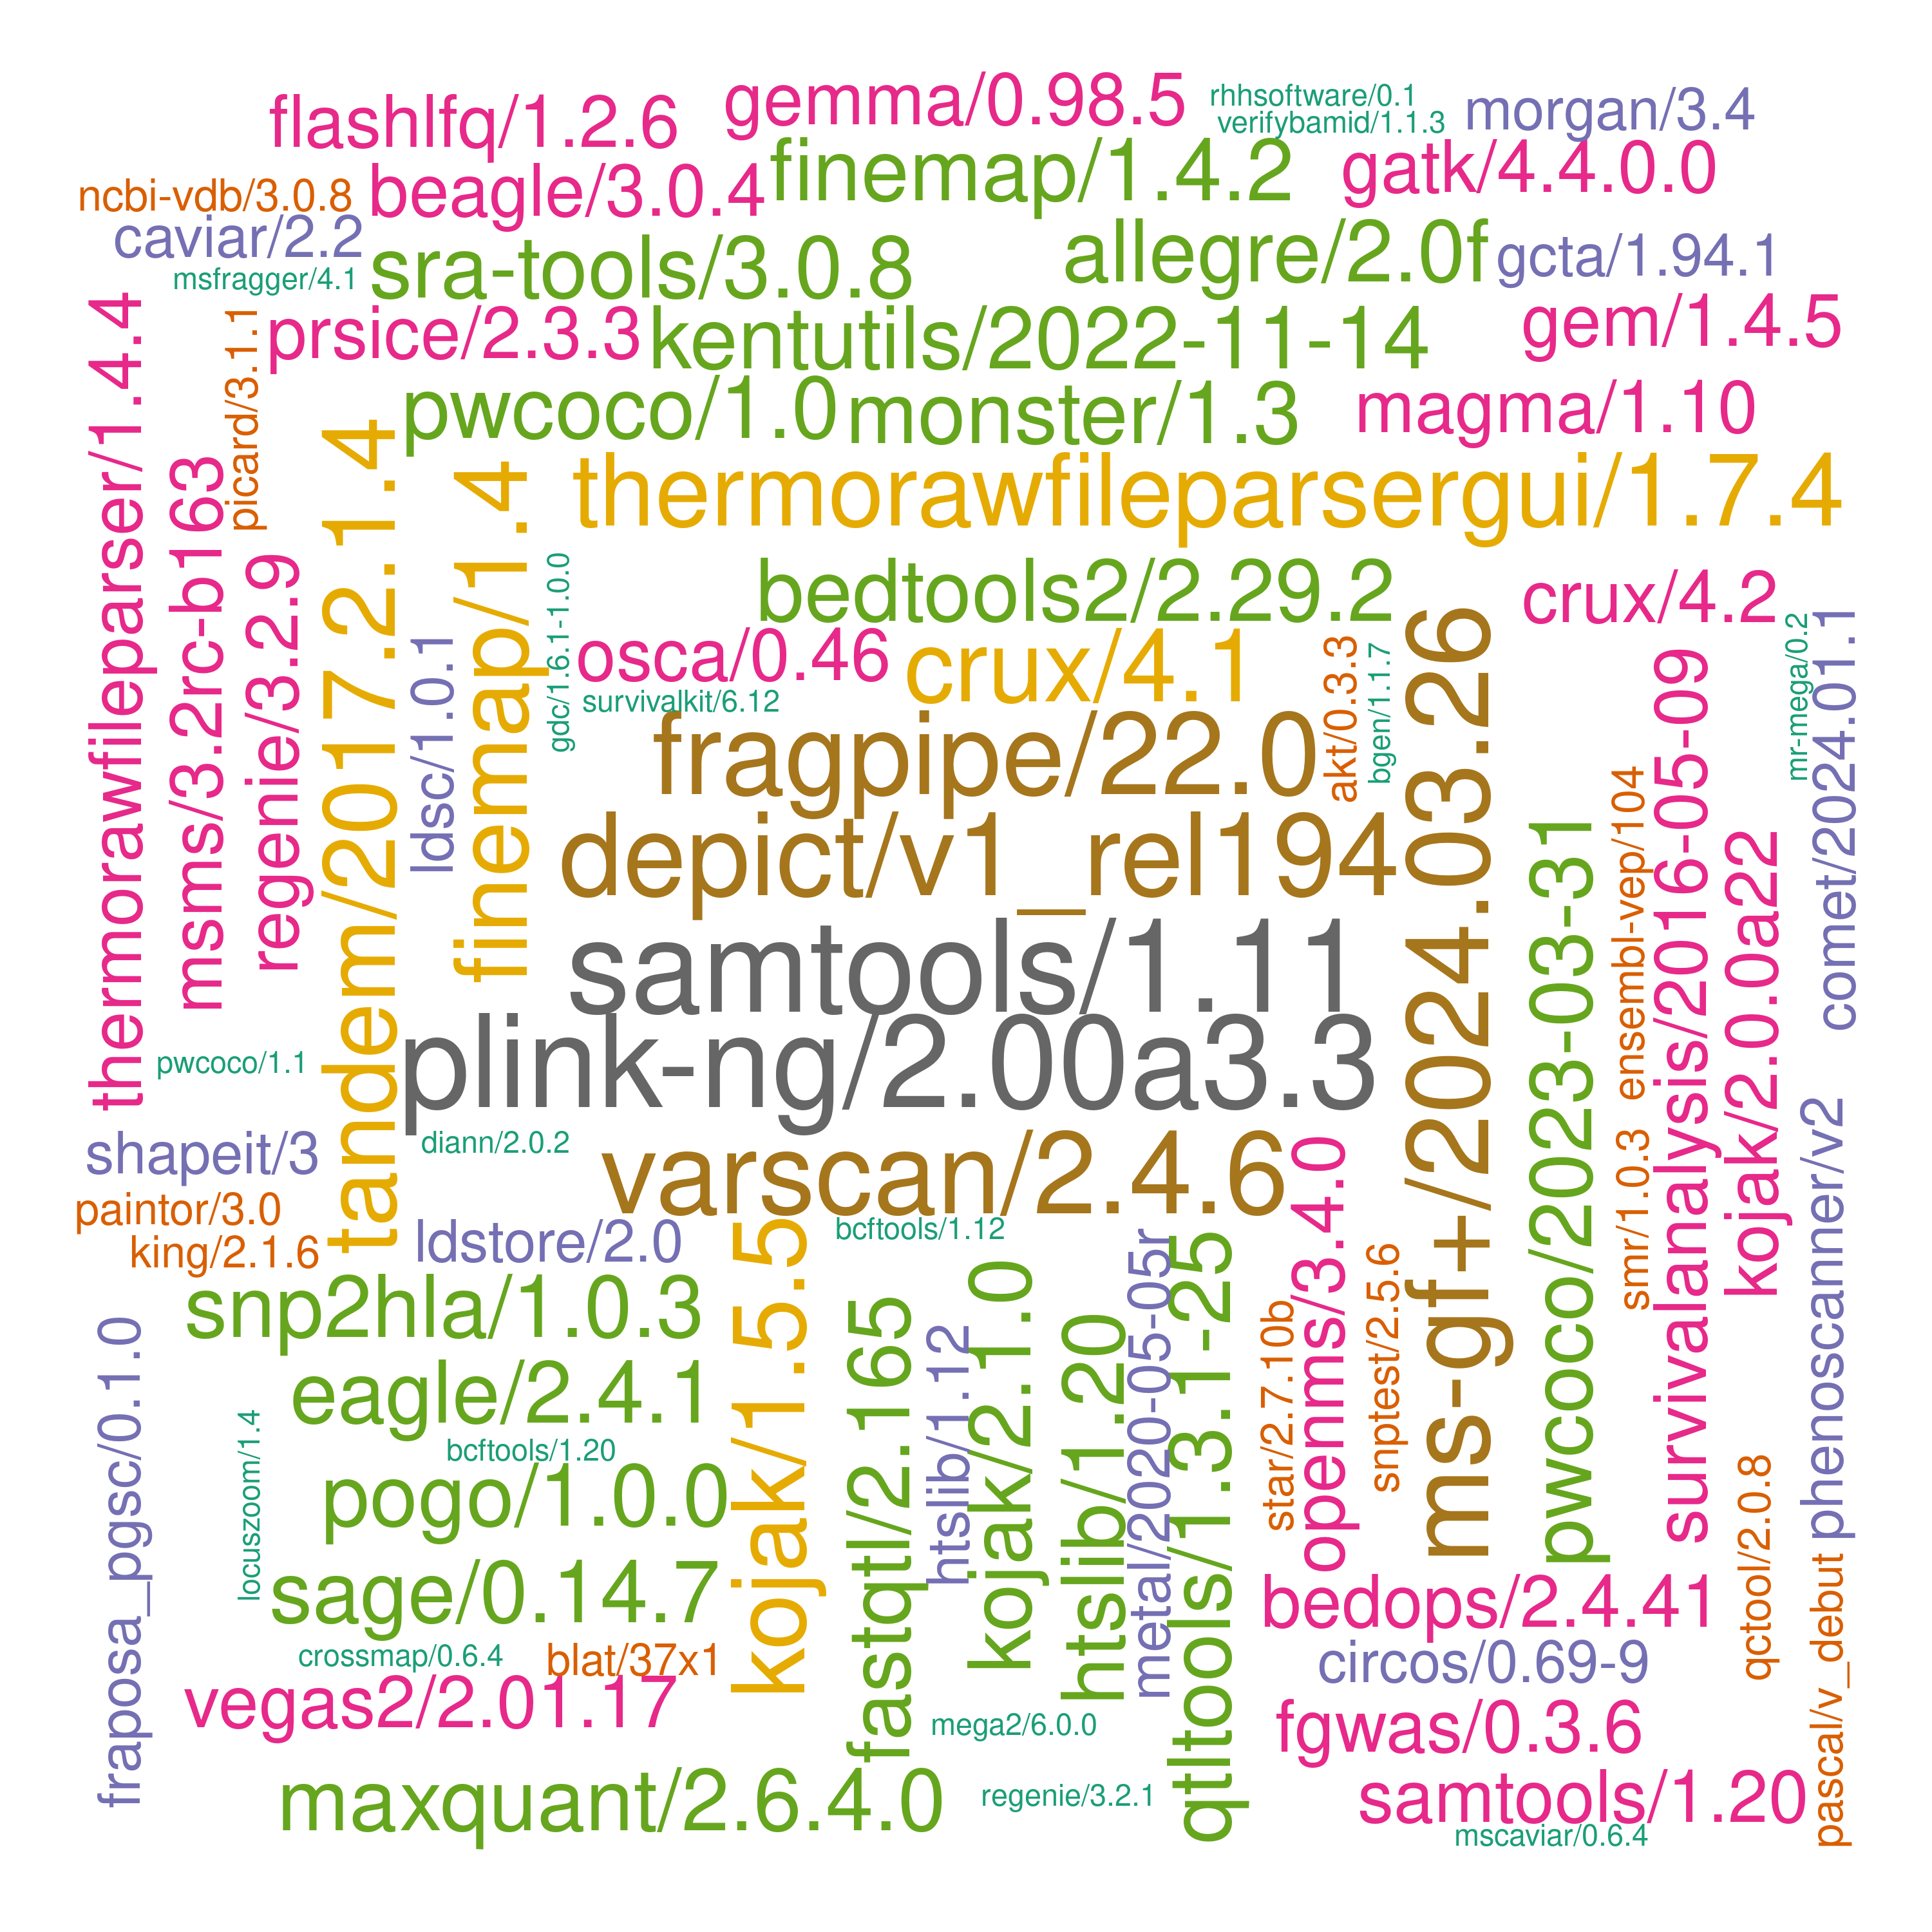 flashlfq/1.2.6
gemma/0.98.5
rhhsoftware/0.1
verifybamid/1.1.3
morgan/3.4
ncbi-vdb/3.0.8
beagle/3.0.4
finemap/1.4.2
gatk/4.4.0.0
caviar/2.2
msfragger/4.1
sra-tools/3.0.8
allegre/2.0f
gcta/1.94.1
prsice/2.3.3
kentutils/2022-11-14
gem/1.4.5
thermorawfileparser/1.4.4
picard/3.1.1
pwcoco/1.0
monster/1.3
magma/1.10
msms/3.2rc-b163
tandem/2017.2.1.4
finemap/1.4
thermorawfileparsergui/1.7.4
regenie/3.2.9
gdc/1.6.1-1.0.0
bedtools2/2.29.2
crux/4.2
ldsc/1.0.1
osca/0.46
crux/4.1
akt/0.3.3
bgen/1.1.7
ms-gf+/2024.03.26
mr-mega/0.2
comet/2024.01.1
survivalkit/6.12
fragpipe/22.0
survivalanalysis/2016-05-09
ensembl-vep/104
depict/v1_rel194
pwcoco/2023-03-31
kojak/2.0.0a22
samtools/1.11
plink-ng/2.00a3.3
pwcoco/1.1
shapeit/3
diann/2.0.2
varscan/2.4.6
openms/3.4.0
smr/1.0.3
phenoscanner/v2
paintor/3.0
king/2.1.6
ldstore/2.0
kojak/1.5.5
bcftools/1.12
metal/2020-05-05r
qtltools/1.3.1-25
snptest/2.5.6
snp2hla/1.0.3
fraposa_pgsc/0.1.0
fastqtl/2.165
htslib/1.12
kojak/2.1.0
htslib/1.20
star/2.7.10b
eagle/2.4.1
locuszoom/1.4
bcftools/1.20
pogo/1.0.0
qctool/2.0.8
sage/0.14.7
bedops/2.4.41
pascal/v_debut
crossmap/0.6.4
blat/37x1
circos/0.69-9
vegas2/2.01.17
mega2/6.0.0
fgwas/0.3.6
maxquant/2.6.4.0
regenie/3.2.1
samtools/1.20
mscaviar/0.6.4